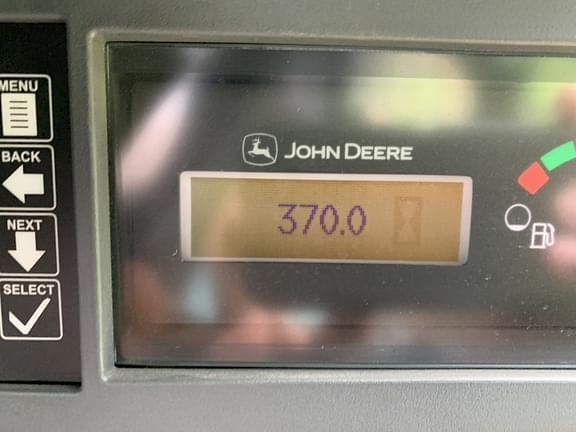 MENU
BACK
NEXT
SELECT
JOHN DEERE
370.0